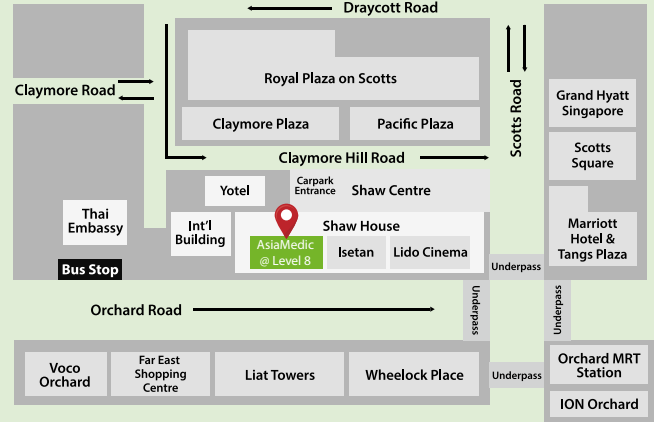 Draycott Road
Claymore Road
Royal Plaza on Scotts
Claymore Plaza
Pacific Plaza
Scotts Road
Grand Hyatt
Singapore
Scotts
Square
Claymore Hill Road
Carpark
Entrance
Shaw Centre
Yotel
Thai
Embassy
Int'l
Building
Shaw House
AsiaMedic
@ Level 8
Isetan
Lido Cinema
Marriott
Hotel &
Tangs Plaza
Bus Stop
Underpass
Orchard Road
Underpass
Underpass
Voco
Orchard
Far East
Shopping
Centre
Liat Towers
Wheelock Place
Underpass
Orchard MRT
Station
ION Orchard